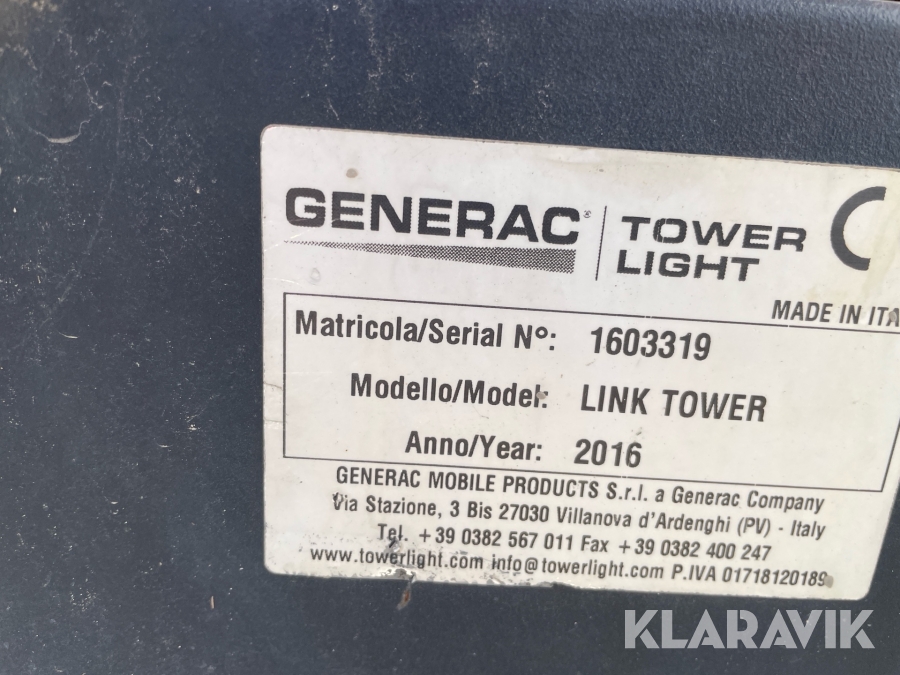 GENERAC® TOWER LIGHT
MADE IN ITA
Matricola/Serial Nº: 1603319
Modello/Model: LINK TOWER
Anno/Year: 2016
GENERAC MOBILE PRODUCTS S.r.l. a Generac Company
Via Stazione, 3 Bis 27030 Villanova d'Ardenghi (PV) - Italy
Tel. +39 0382 567 011 Fax +39 0382 400 247
www.towerlight.com info@towerlight.com P.IVA 01718120189
KLARAVIK